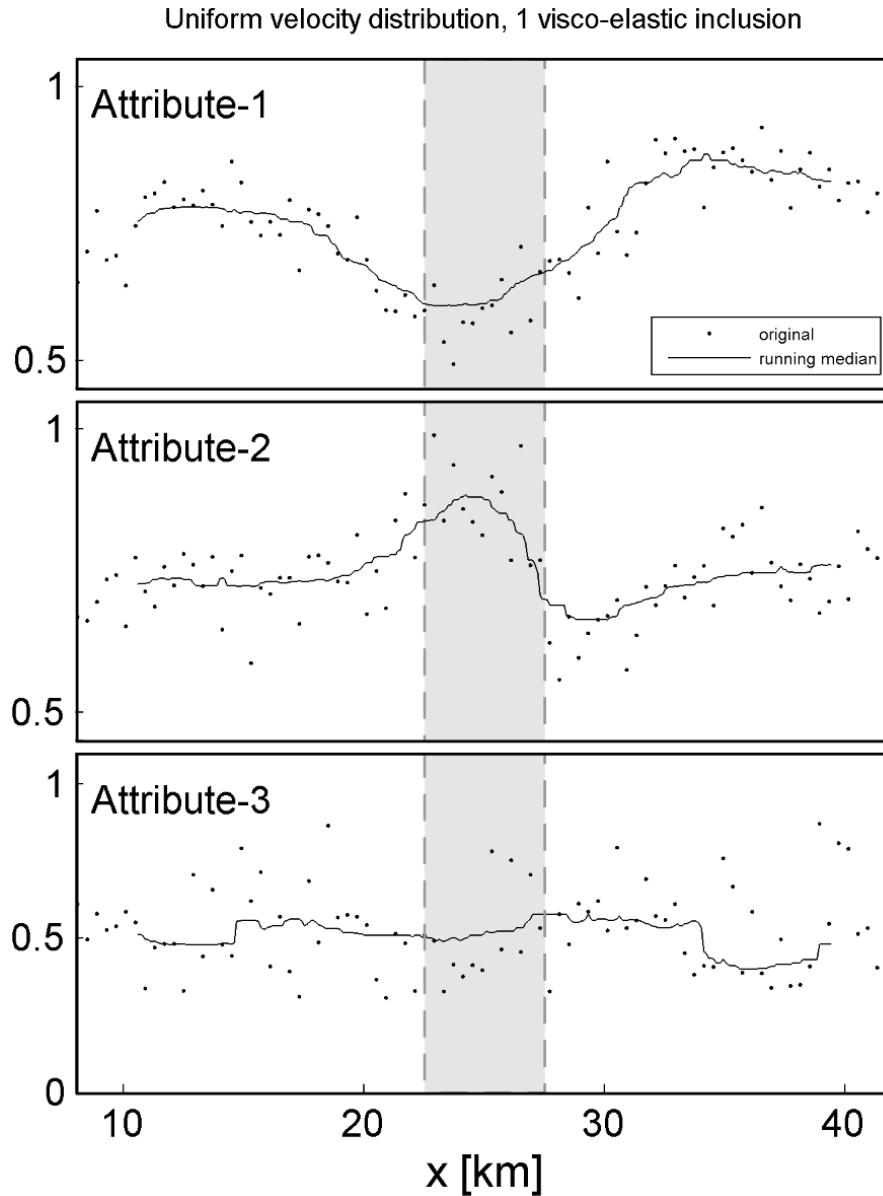 Uniform velocity distribution, 1 visco-elastic inclusion
1
Attribute-1
0.5
original
running median
1
Attribute-2
0.5
1
Attribute-3
0.5
0
10 20 30 40
x [km]